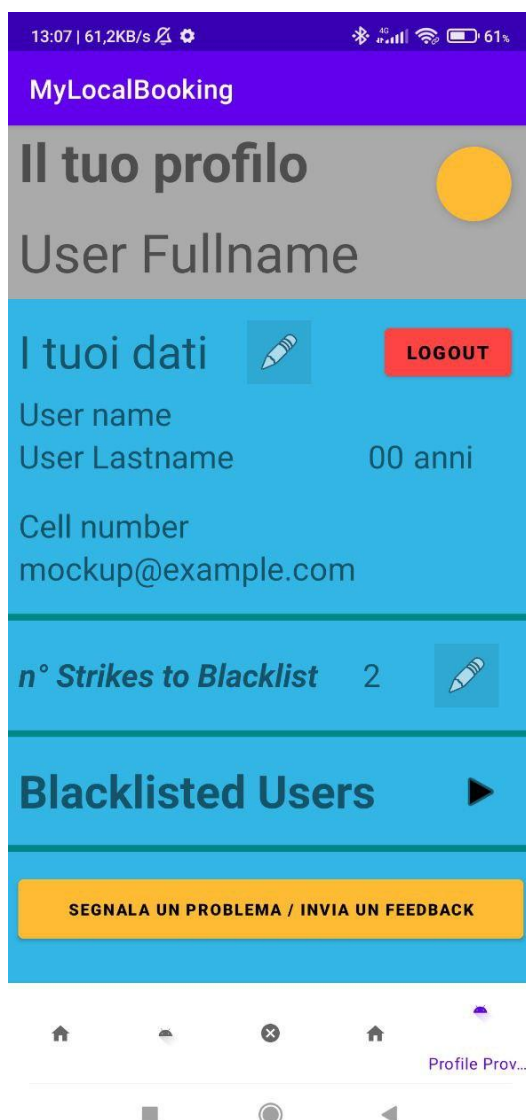 13:07 | 61,2KB/s 4G 61%
MyLocalBooking
Il tuo profilo
User Fullname
I tuoi dati
LOGOUT
User name
User Lastname 00 anni
Cell number
mockup@example.com
n° Strikes to Blacklist 2
Blacklisted Users
SEGNALA UN PROBLEMA / INVIA UN FEEDBACK
Profile Prov...